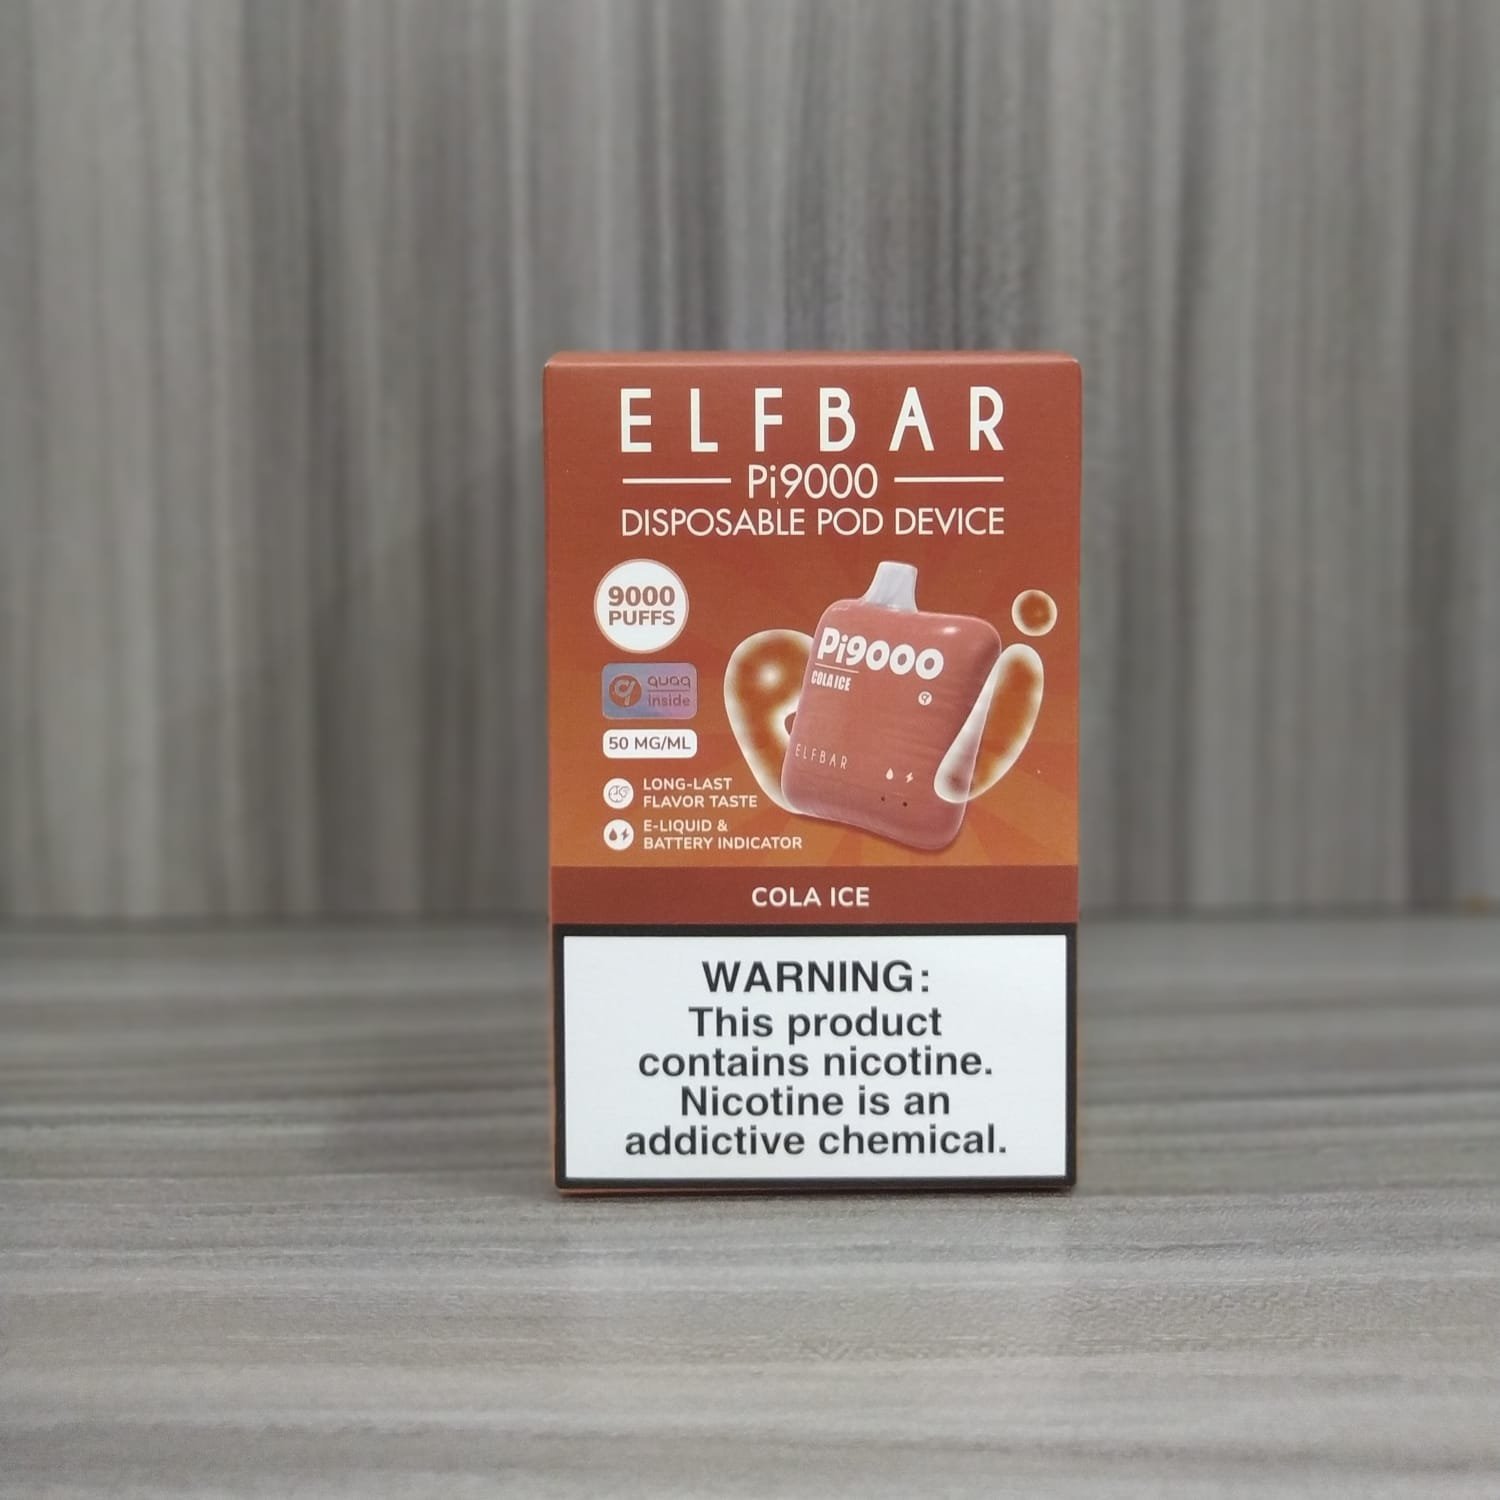 ELFBAR
Pi9000
DISPOSABLE POD DEVICE
9000
PUFFS
quaq
inside
50 MG/ML
LONG-LAST
FLAVOR TASTE
E-LIQUID &
BATTERY INDICATOR
Pi9000
COLA ICE
ELFBAR
COLA ICE
WARNING:
This product
contains nicotine.
Nicotine is an
addictive chemical.